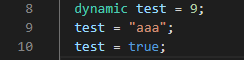 8 dynamic test = 9;
9 test = "aaa";
10 test = true;